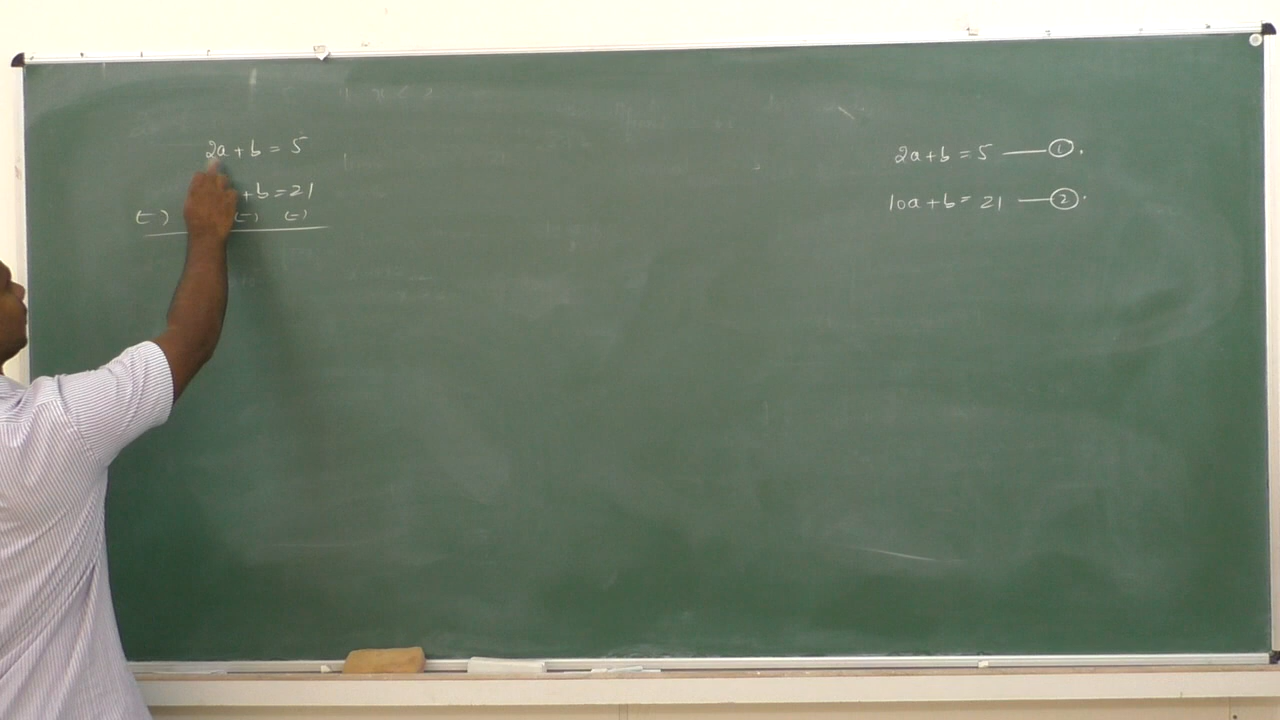 2a + b = 5
+ b = 21
(-) (-) (-)
2a + b = 5 — ①.
10a + b = 21 — ②.